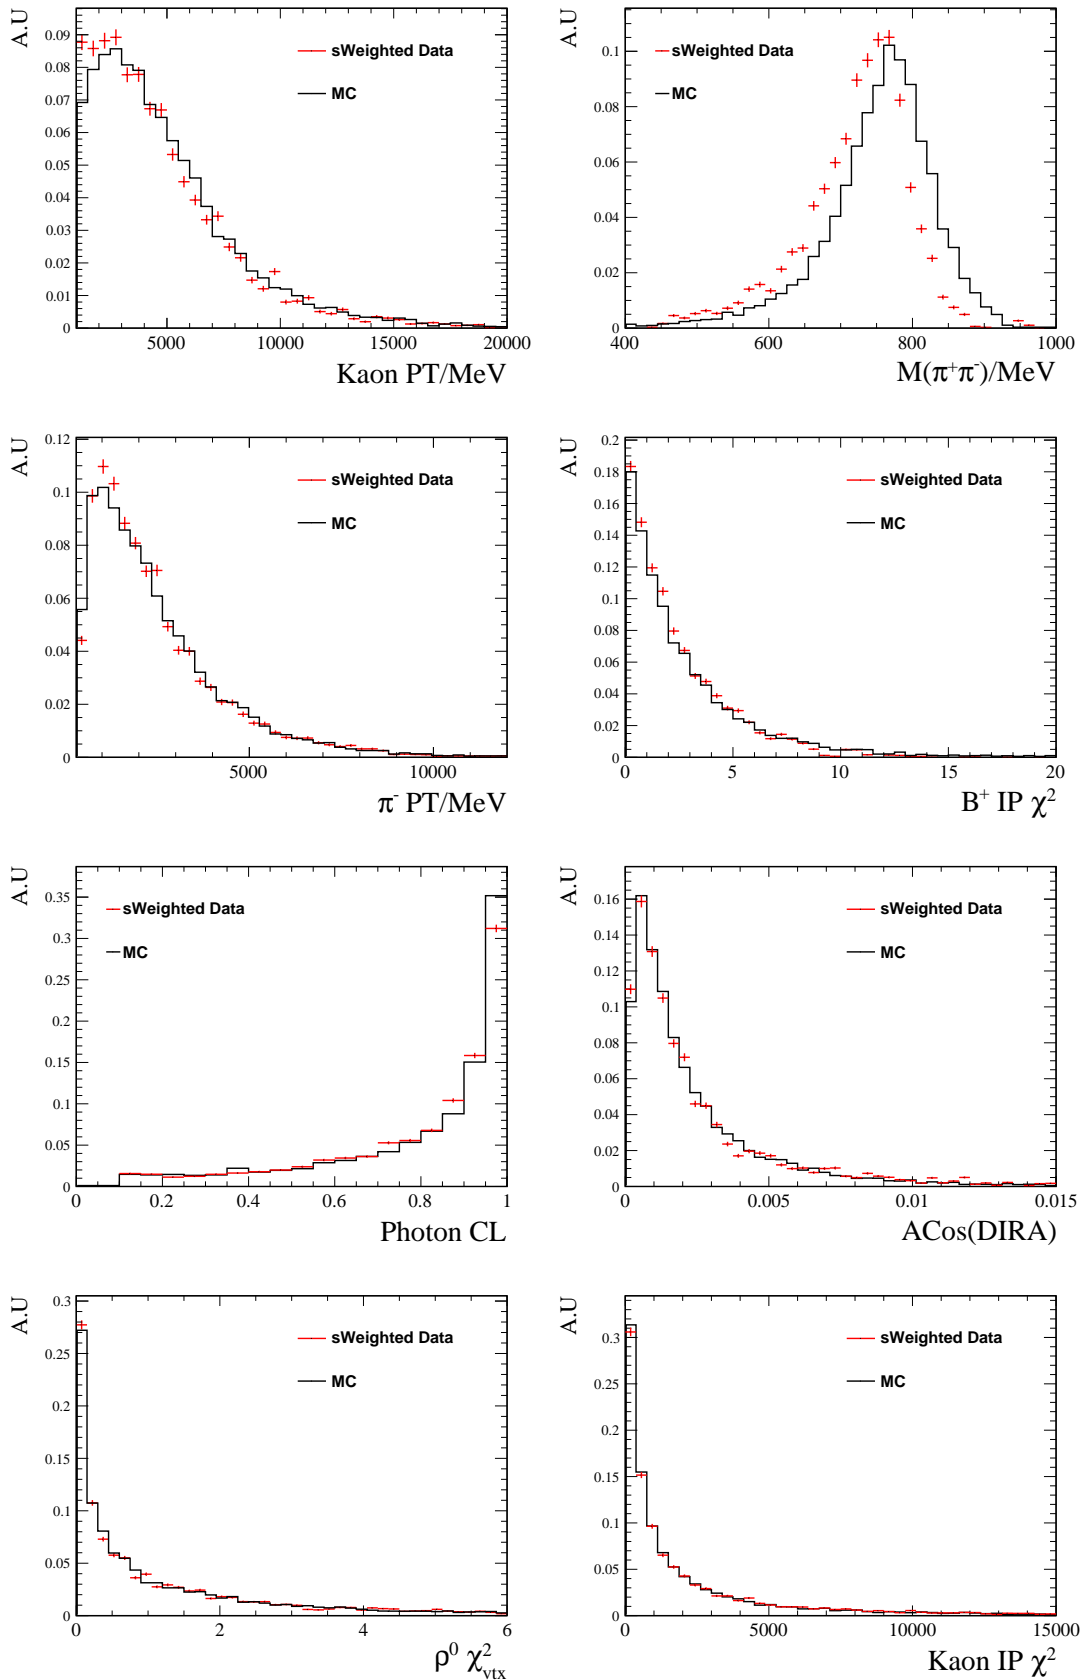 A.U
0.09
0.08
0.07
0.06
0.05
0.04
0.03
0.02
0.01
0
sWeighted Data
MC
5000 10000 15000 20000
Kaon PT/MeV
A.U
0.1
0.08
0.06
0.04
0.02
0
sWeighted Data
MC
400 600 800 1000
M(π⁺π⁻)/MeV
A.U
0.12
0.1
0.08
0.06
0.04
0.02
0
sWeighted Data
MC
5000 10000
π⁻ PT/MeV
A.U
0.2
0.18
0.16
0.14
0.12
0.1
0.08
0.06
0.04
0.02
0
sWeighted Data
MC
0 5 10 15 20
B⁺ IP χ²
A.U
0.35
0.3
0.25
0.2
0.15
0.1
0.05
0
sWeighted Data
MC
0 0.2 0.4 0.6 0.8 1
Photon CL
A.U
0.16
0.14
0.12
0.1
0.08
0.06
0.04
0.02
0
sWeighted Data
MC
0 0.005 0.01 0.015
ACos(DIRA)
A.U
0.3
0.25
0.2
0.15
0.1
0.05
0
sWeighted Data
MC
0 2 4 6
ρ⁰ χ²vtx
A.U
0.3
0.25
0.2
0.15
0.1
0.05
0
sWeighted Data
MC
0 5000 10000 15000
Kaon IP χ²